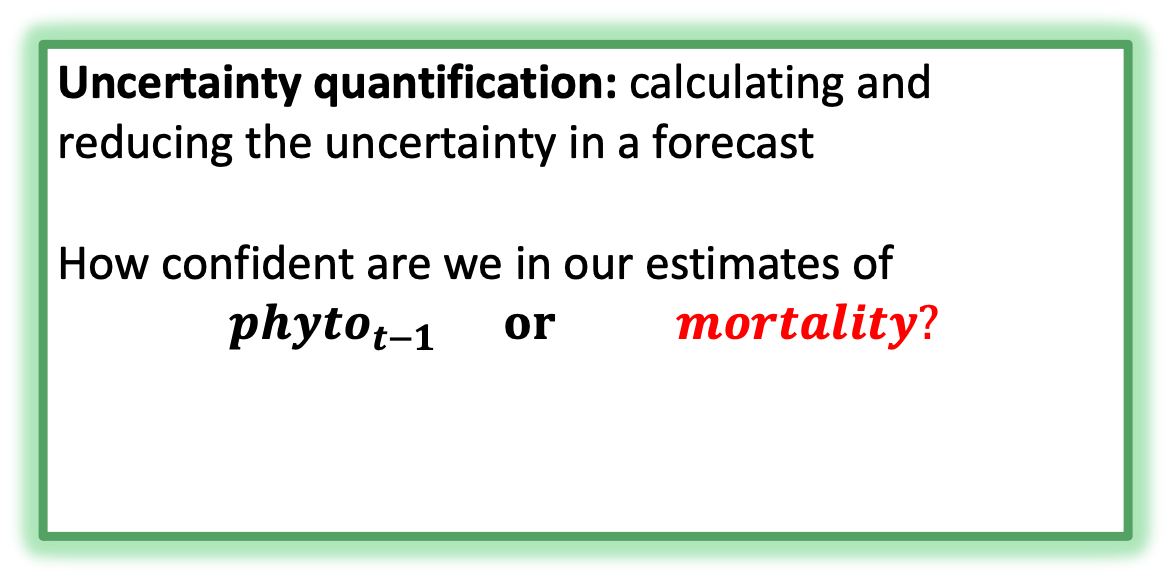 Uncertainty quantification: calculating and
reducing the uncertainty in a forecast
How confident are we in our estimates of
phyto_{t−1} or mortality?